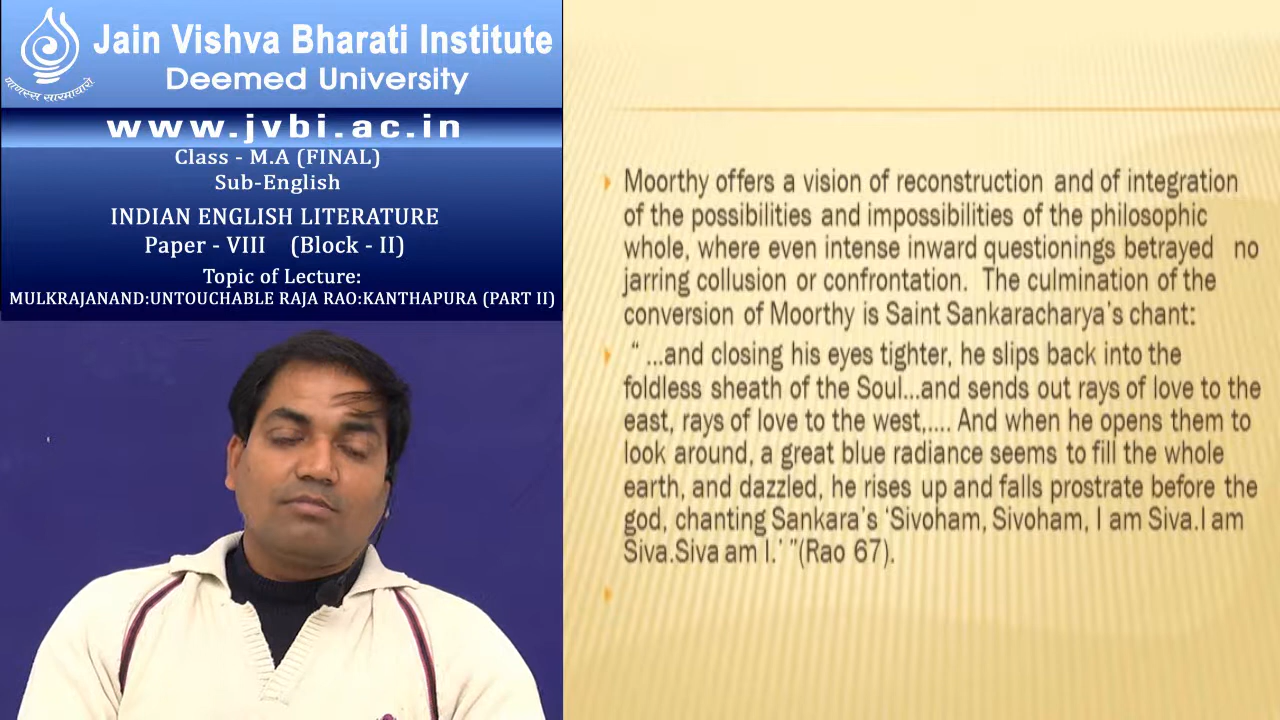 Jain Vishva Bharati Institute
Deemed University
णाणस्स सारमायारो
www.jvbi.ac.in
Class - M.A (FINAL)
Sub-English
INDIAN ENGLISH LITERATURE
Paper - VIII (Block - II)
Topic of Lecture:
MULKRAJANAND:UNTOUCHABLE RAJA RAO:KANTHAPURA (PART II)
Moorthy offers a vision of reconstruction and of integration
of the possibilities and impossibilities of the philosophic
whole, where even intense inward questionings betrayed no
jarring collusion or confrontation. The culmination of the
conversion of Moorthy is Saint Sankaracharya's chant:
“ ...and closing his eyes tighter, he slips back into the
foldless sheath of the Soul...and sends out rays of love to the
east, rays of love to the west,.... And when he opens them to
look around, a great blue radiance seems to fill the whole
earth, and dazzled, he rises up and falls prostrate before the
god, chanting Sankara's ‘Sivoham, Sivoham, I am Siva.I am
Siva.Siva am I.’ ”(Rao 67).